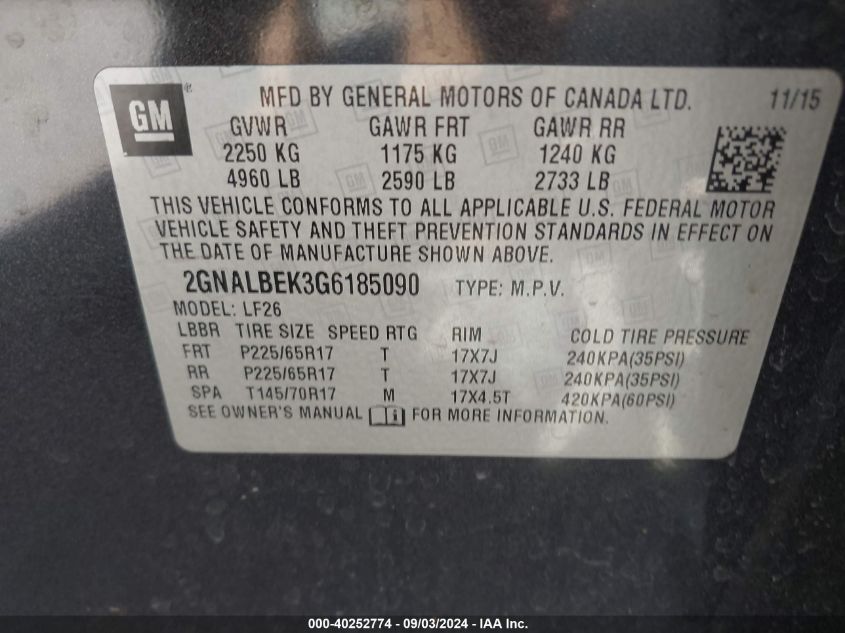 GM ®
MFD BY GENERAL MOTORS OF CANADA LTD. 11/15
GVWR GAWR FRT GAWR RR
2250 KG 1175 KG 1240 KG
4960 LB 2590 LB 2733 LB
THIS VEHICLE CONFORMS TO ALL APPLICABLE U.S. FEDERAL MOTOR
VEHICLE SAFETY AND THEFT PREVENTION STANDARDS IN EFFECT ON
THE DATE OF MANUFACTURE SHOWN ABOVE.
2GNALBEK3G6185090 TYPE: M.P.V.
MODEL: LF26
LBBR TIRE SIZE SPEED RTG RIM COLD TIRE PRESSURE
FRT P225/65R17 T 17X7J 240KPA(35PSI)
RR P225/65R17 T 17X7J 240KPA(35PSI)
SPA T145/70R17 M 17X4.5T 420KPA(60PSI)
SEE OWNER'S MANUAL FOR MORE INFORMATION.
000-40252774 - 09/03/2024 - IAA Inc.